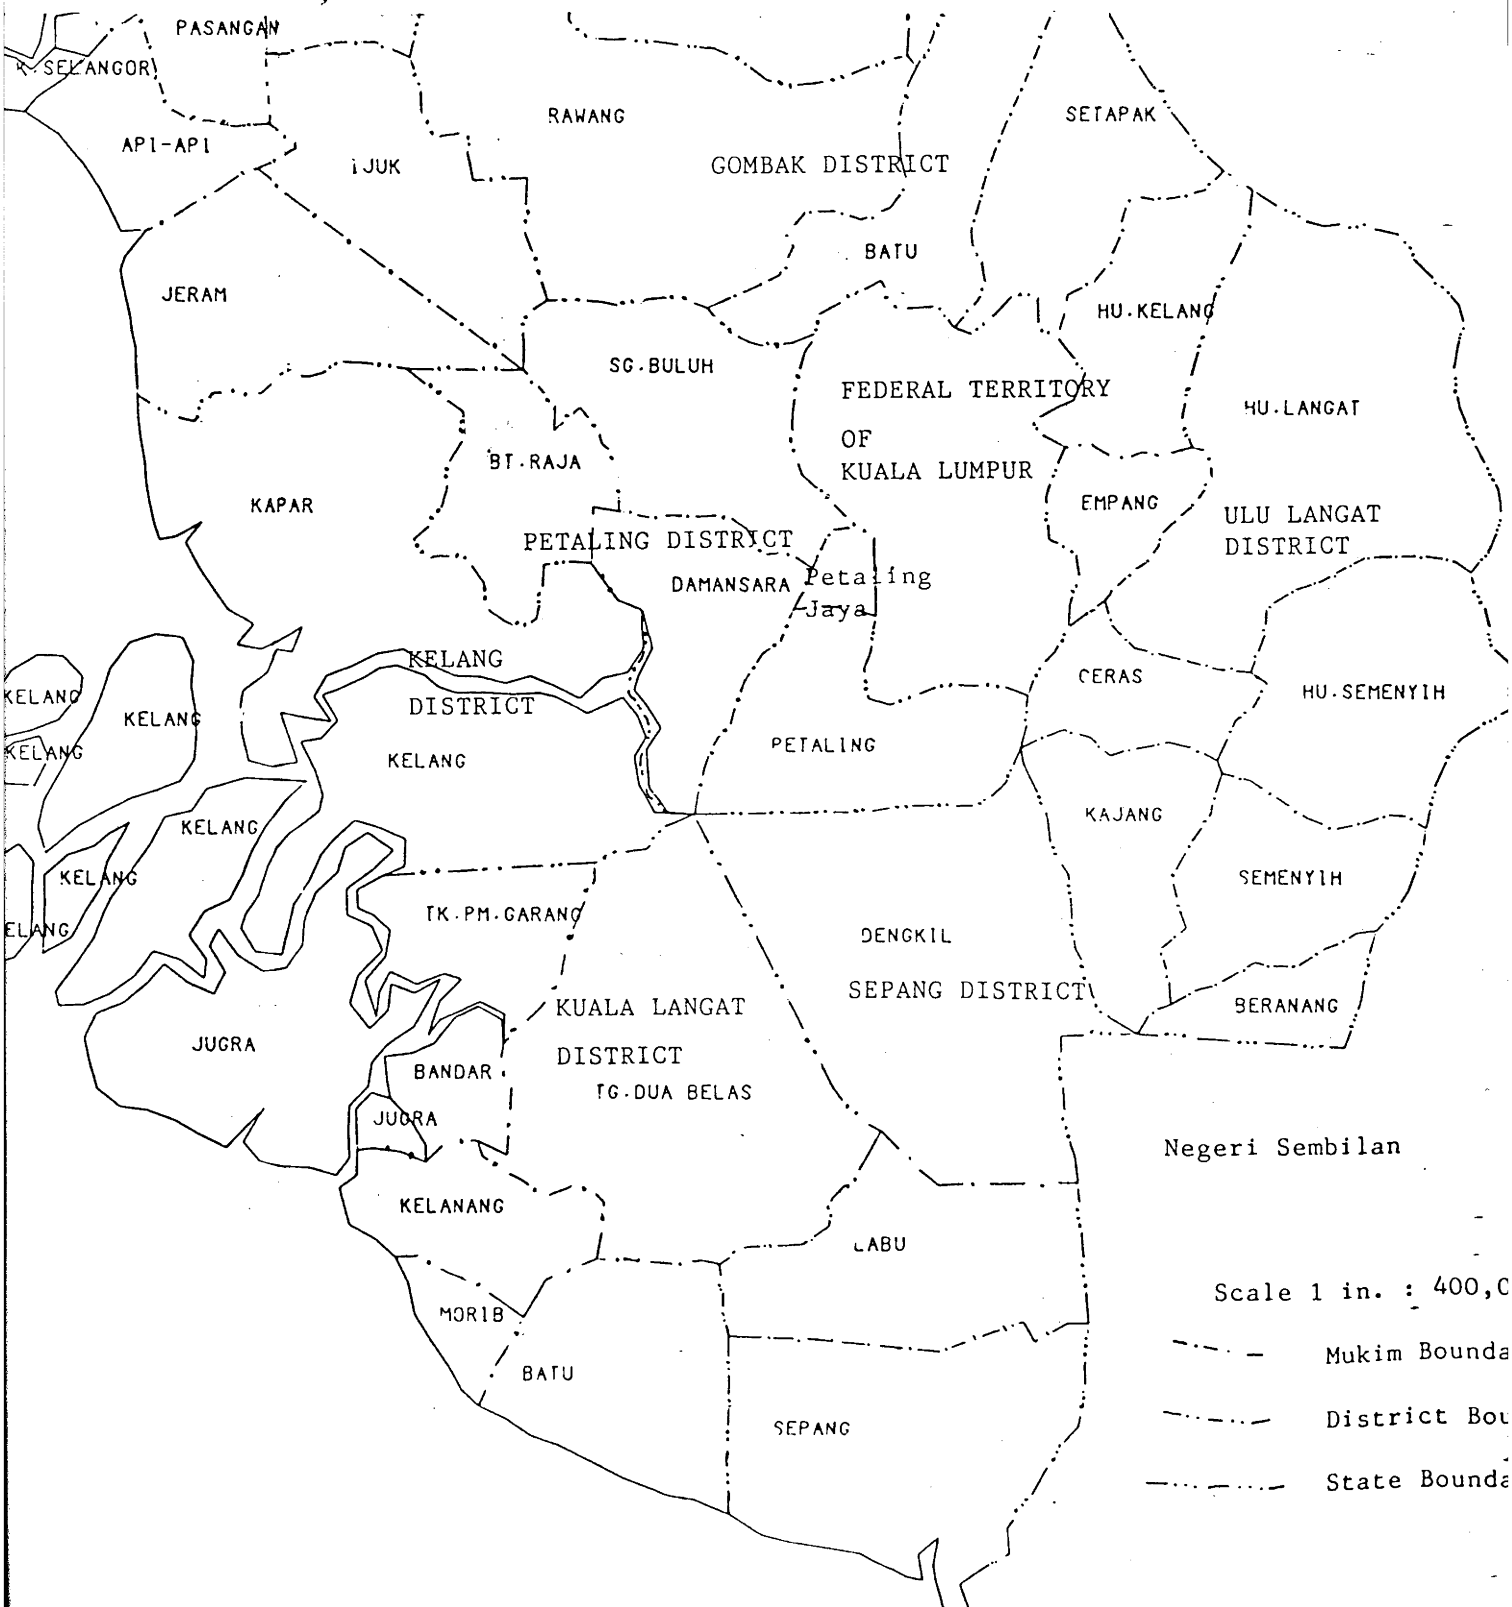 PASANGAN
K.SELANGOR
RAWANG
SETAPAK
API-API
IJUK
GOMBAK DISTRICT
BATU
JERAM
HU.KELANG
SG.BULUH
FEDERAL TERRITORY
OF
KUALA LUMPUR
HU.LANGAT
BT.RAJA
KAPAR
EMPANG
ULU LANGAT
DISTRICT
PETALING DISTRICT
DAMANSARA
Petaling
Jaya
KELANG
DISTRICT
CERAS
HU.SEMENYIH
KELANG
KELANG
KELANG
KELANG
PETALING
KAJANG
KELANG
KELANG
ELANG
SEMENYIH
TK.PM.GARANG
DENGKIL
SEPANG DISTRICT
KUALA LANGAT
DISTRICT
BERANANG
JUGRA
BANDAR
TG.DUA BELAS
JUGRA
Negeri Sembilan
KELANANG
LABU
Scale 1 in. : 400,0
MORIB
Mukim Bounda
BATU
District Bou
SEPANG
State Bounda